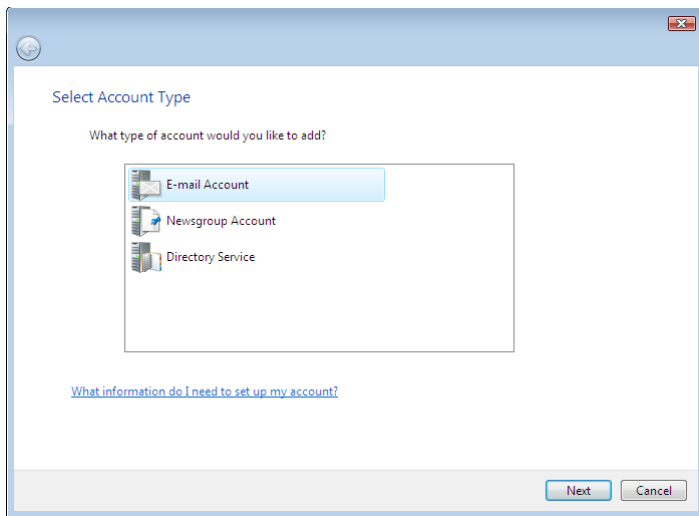 Select Account Type
What type of account would you like to add?
E-mail Account
Newsgroup Account
Directory Service
What information do I need to set up my account?
Next Cancel